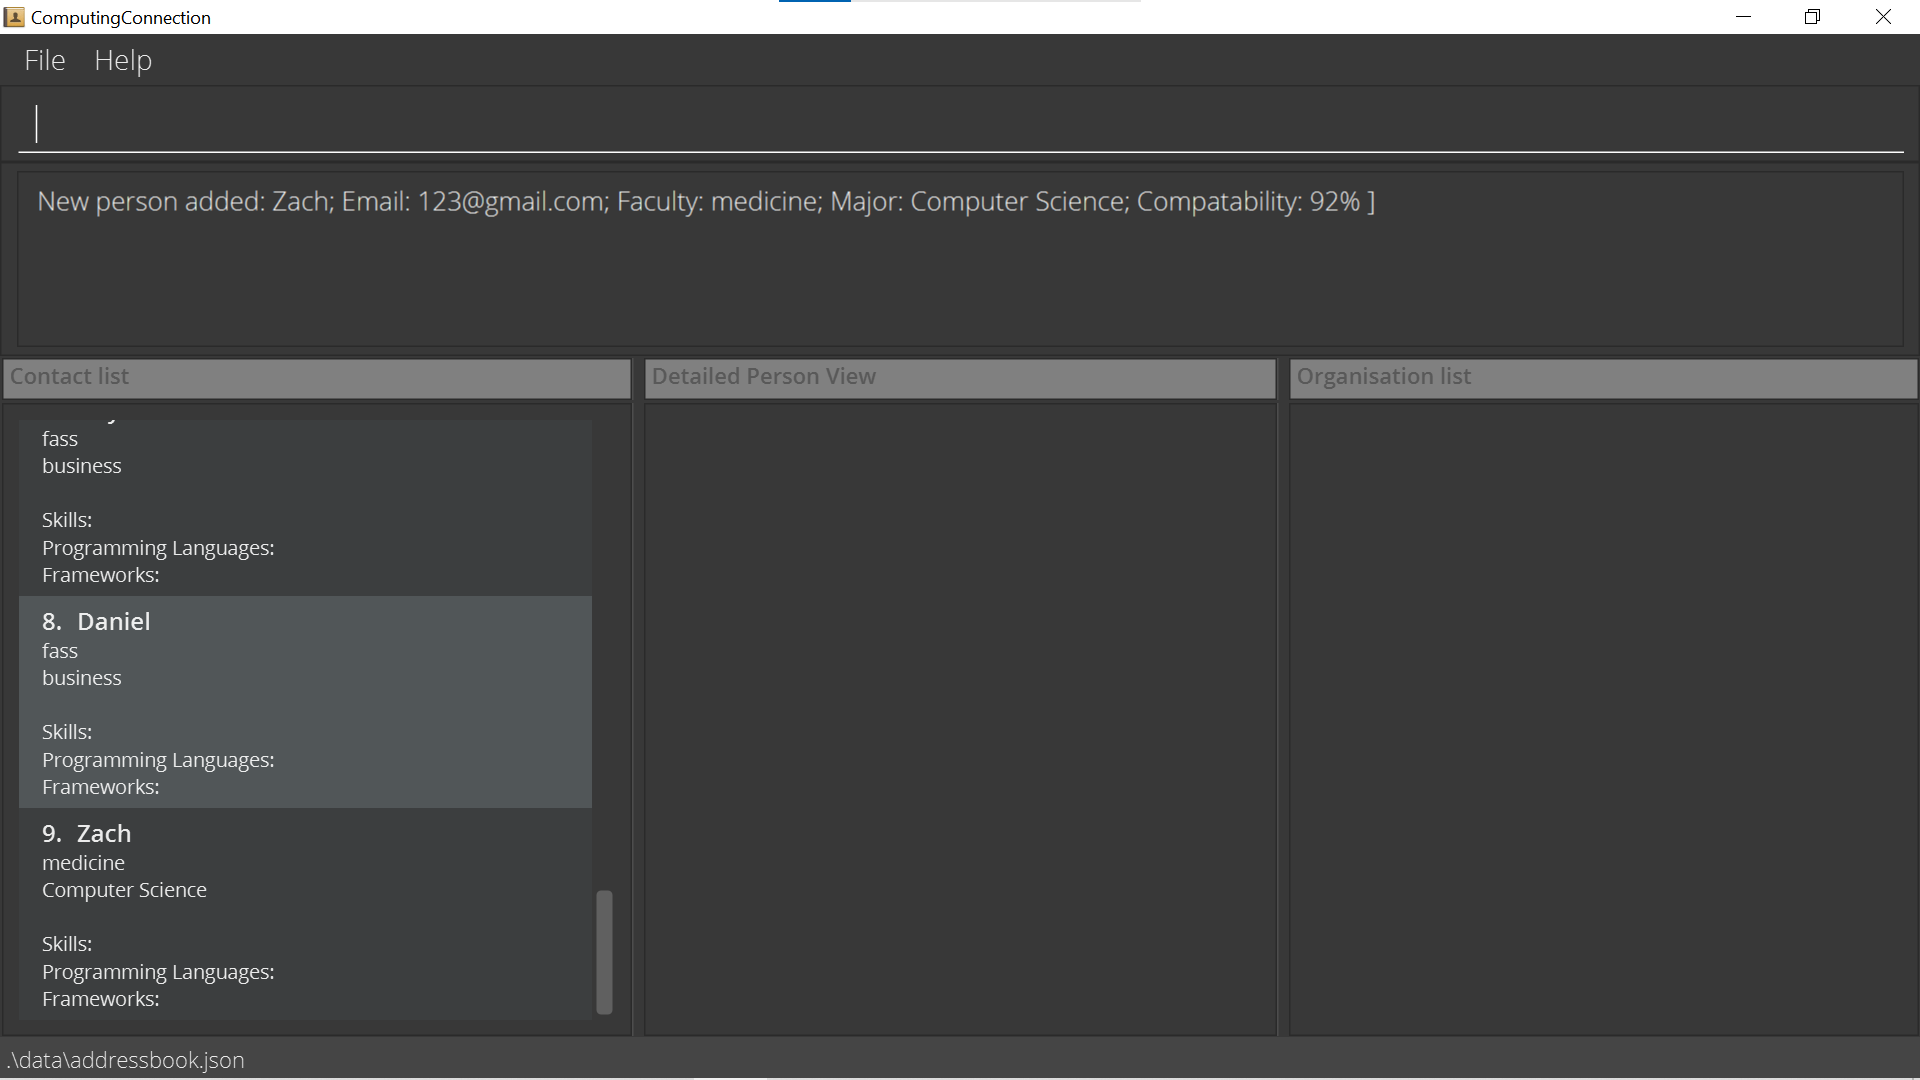 ComputingConnection
File Help
New person added: Zach; Email: 123@gmail.com; Faculty: medicine; Major: Computer Science; Compatability: 92% ]
Contact list
Detailed Person View
Organisation list
fass
business
Skills:
Programming Languages:
Frameworks:
8. Daniel
fass
business
Skills:
Programming Languages:
Frameworks:
9. Zach
medicine
Computer Science
Skills:
Programming Languages:
Frameworks:
.\data\addressbook.json